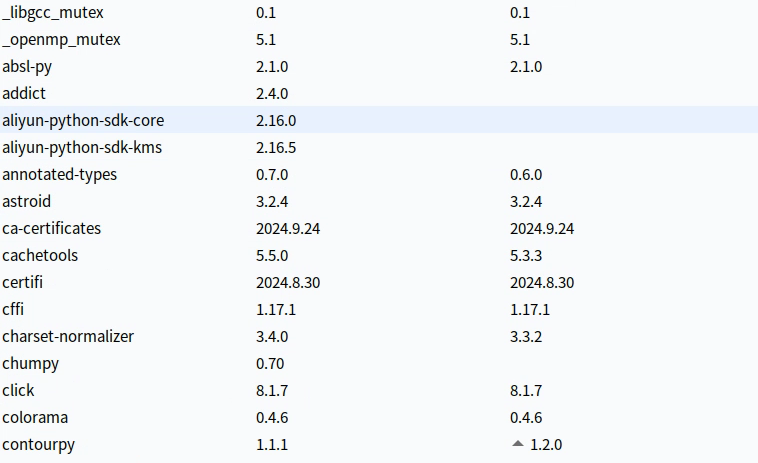 _libgcc_mutex 0.1 0.1
_openmp_mutex 5.1 5.1
absl-py 2.1.0 2.1.0
addict 2.4.0
aliyun-python-sdk-core 2.16.0
aliyun-python-sdk-kms 2.16.5
annotated-types 0.7.0 0.6.0
astroid 3.2.4 3.2.4
ca-certificates 2024.9.24 2024.9.24
cachetools 5.5.0 5.3.3
certifi 2024.8.30 2024.8.30
cffi 1.17.1 1.17.1
charset-normalizer 3.4.0 3.3.2
chumpy 0.70
click 8.1.7 8.1.7
colorama 0.4.6 0.4.6
contourpy 1.1.1 1.2.0